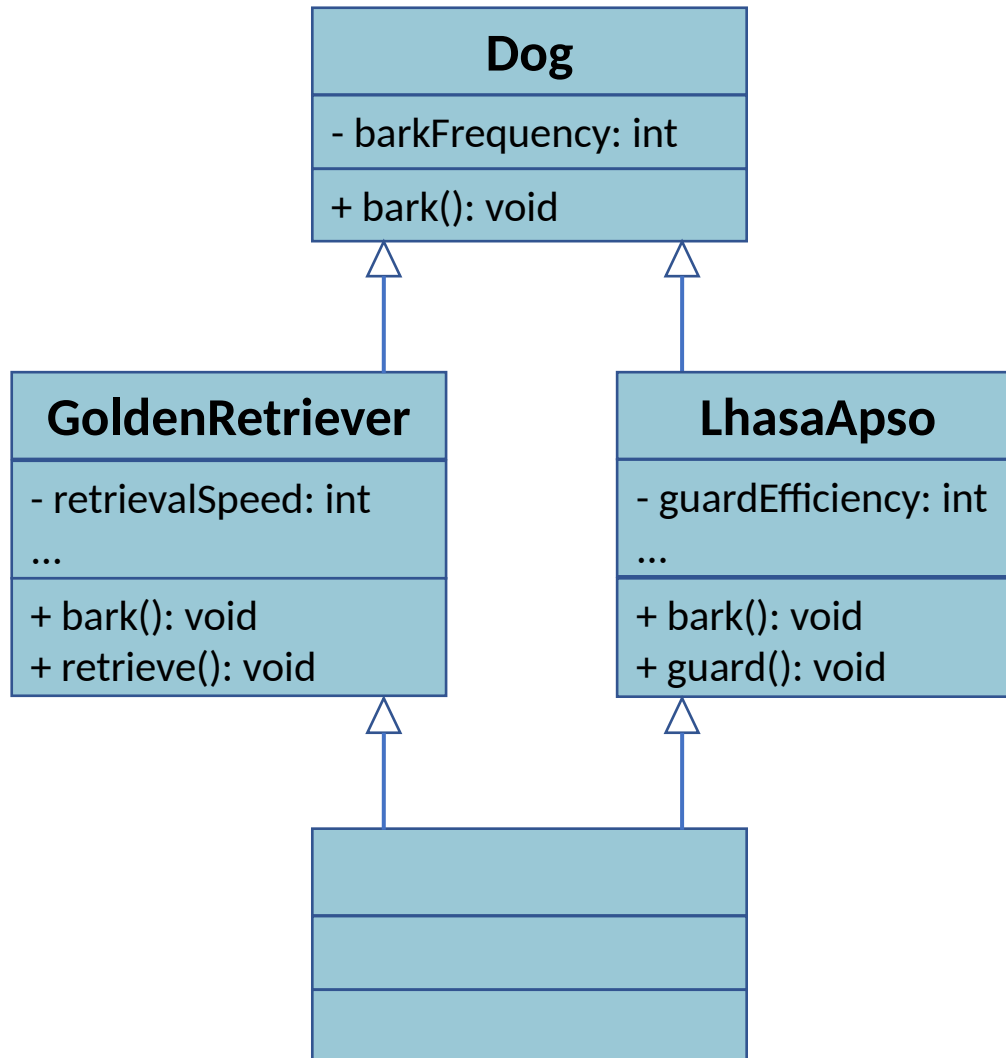 Dog
- barkFrequency: int
+ bark(): void
GoldenRetriever
- retrievalSpeed: int
...
+ bark(): void
+ retrieve(): void
LhasaApso
- guardEfficiency: int
...
+ bark(): void
+ guard(): void